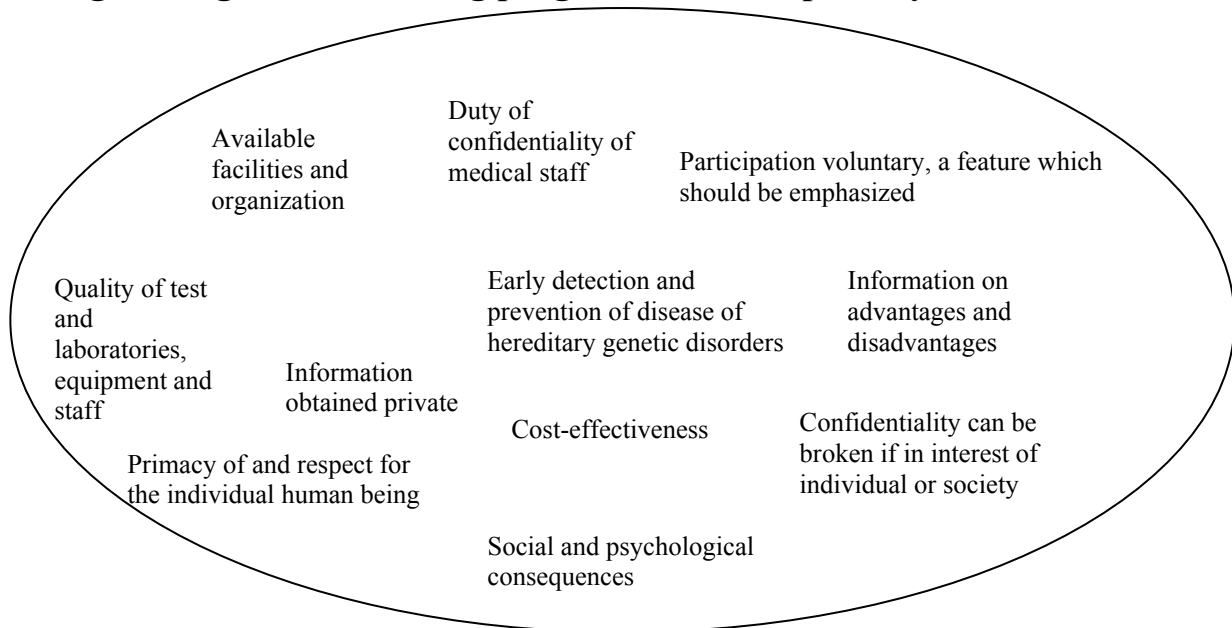 Available
facilities and
organization
Duty of
confidentiality of
medical staff
Participation voluntary, a feature which
should be emphasized
Quality of test
and
laboratories,
equipment and
staff
Information
obtained private
Early detection and
prevention of disease of
hereditary genetic disorders
Information on
advantages and
disadvantages
Cost-effectiveness
Confidentiality can be
broken if in interest of
individual or society
Primacy of and respect for
the individual human being
Social and psychological
consequences